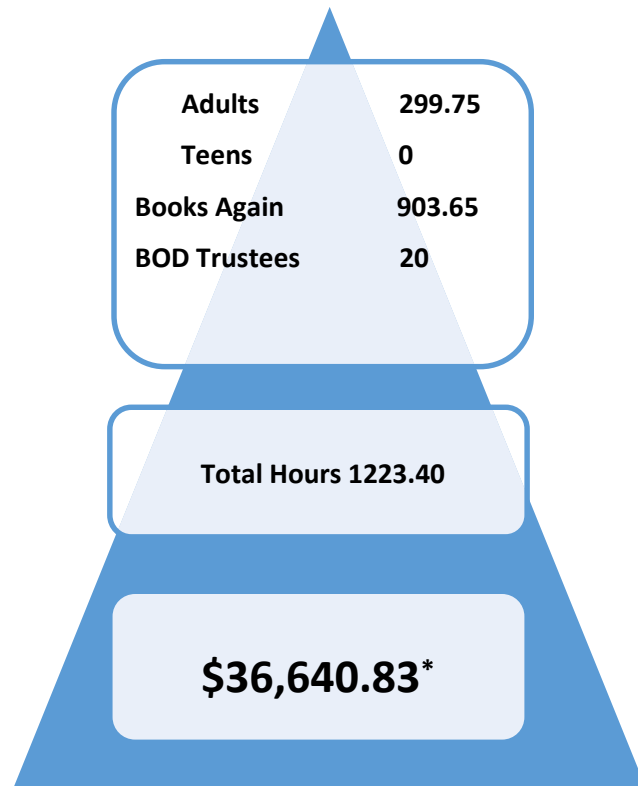 Adults 299.75
Teens 0
Books Again 903.65
BOD Trustees 20
Total Hours 1223.40
$36,640.83*